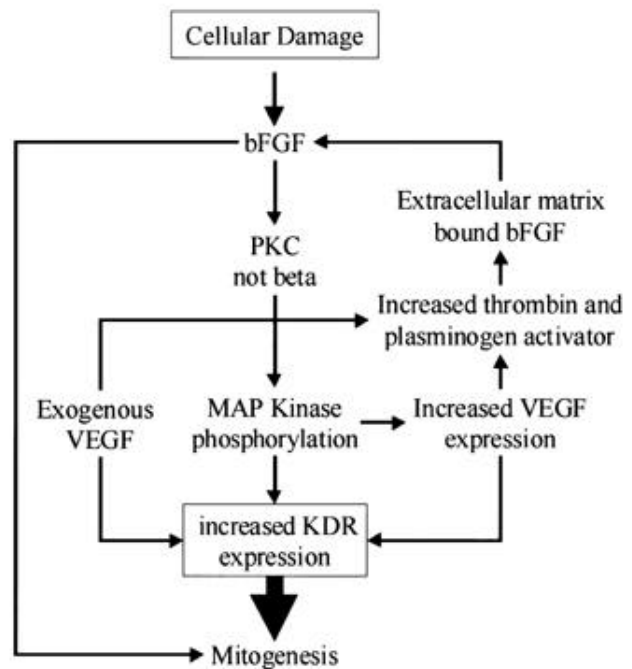 Cellular Damage
bFGF
Extracellular matrix
bound bFGF
PKC
not beta
Increased thrombin and
plasminogen activator
Exogenous
VEGF
MAP Kinase
phosphorylation
Increased VEGF
expression
increased KDR
expression
Mitogenesis